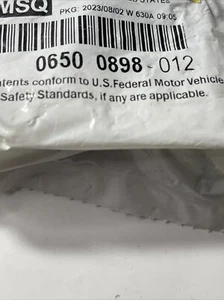 MSQ
STATES
PKG: 2023/08/02 W 630A 09:05
0650 0898-012
tents conform to U.S.Federal Motor Vehicle
Safety Standards, if any are applicable.